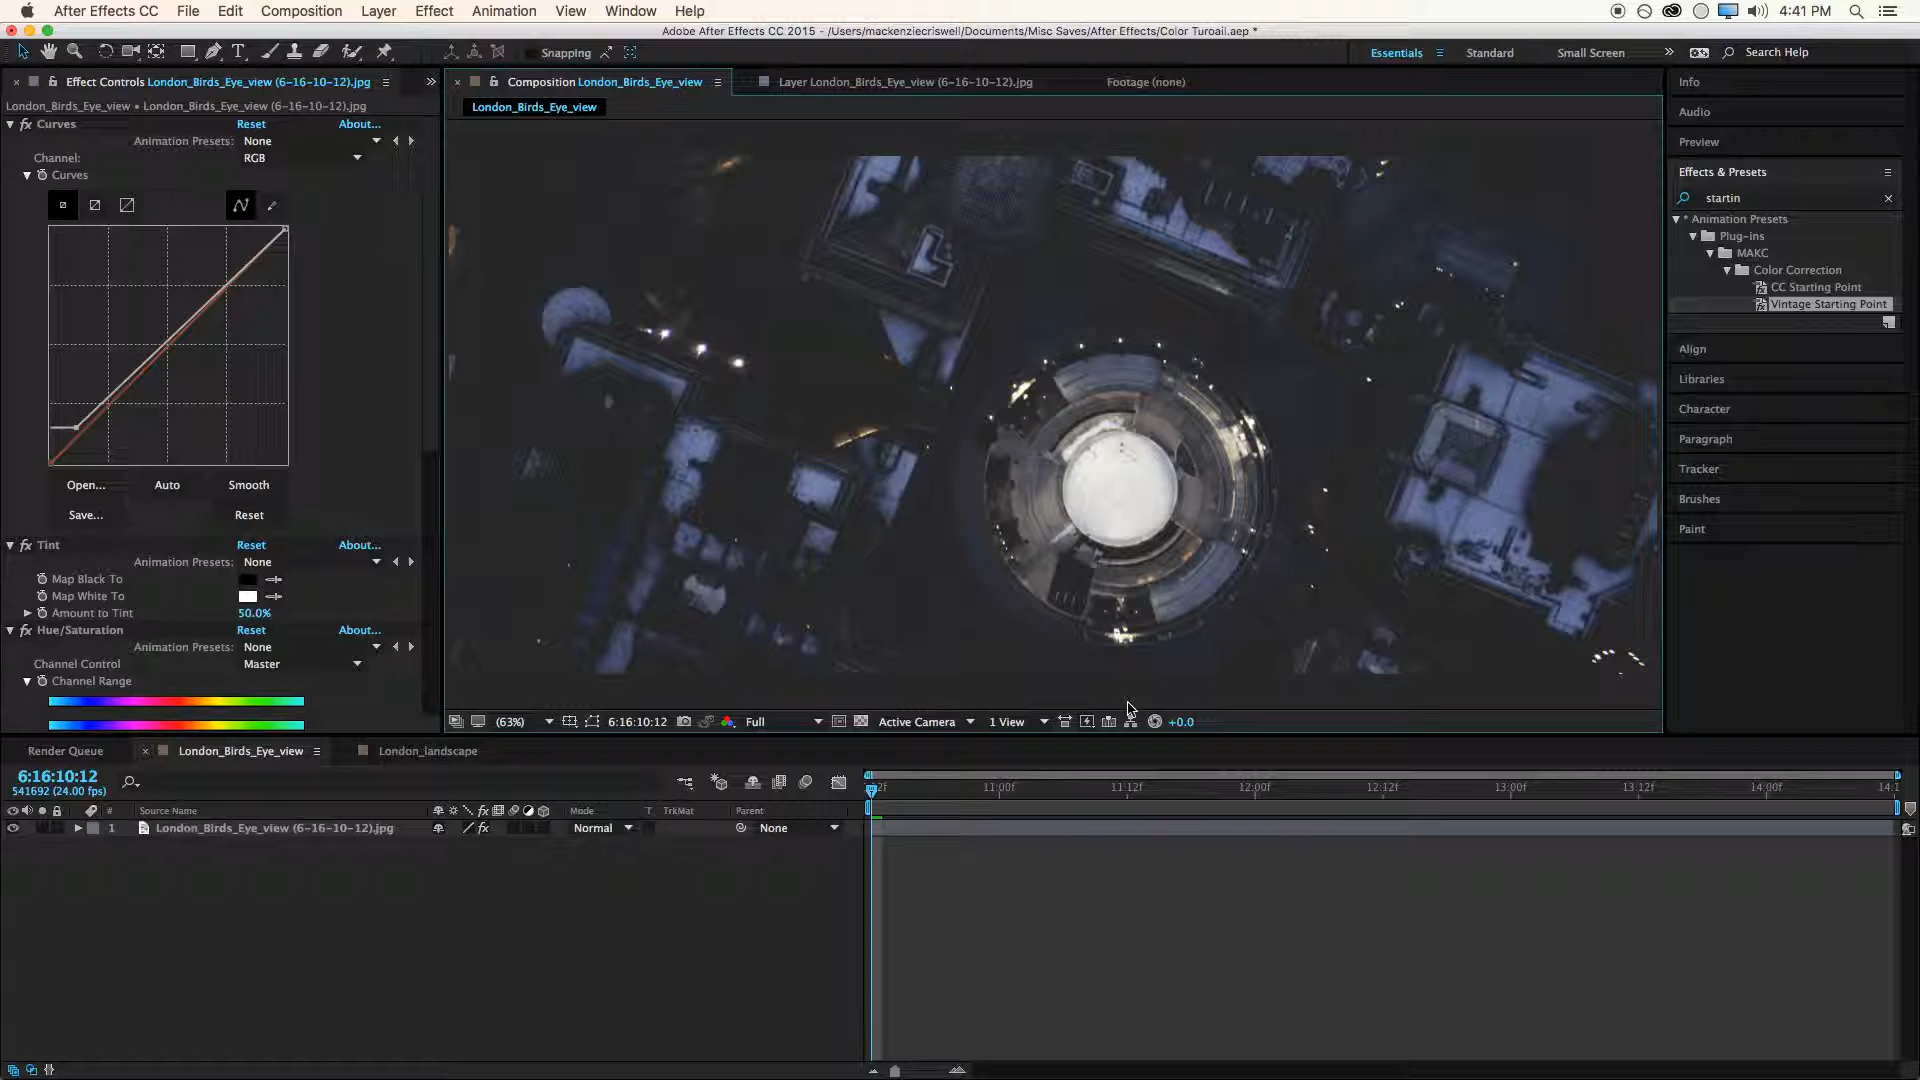 After Effects CC File Edit Composition Layer Effect Animation View Window Help 4:41 PM
Adobe After Effects CC 2015 - /Users/mackenziecriswell/Documents/Misc Saves/After Effects/Color Turoail.aep *
Snapping Essentials Standard Small Screen Search Help
Effect Controls London_Birds_Eye_view (6-16-10-12).jpg
London_Birds_Eye_view • London_Birds_Eye_view (6-16-10-12).jpg
Curves Reset About...
Animation Presets: None
Channel: RGB
Curves
Open... Auto Smooth
Save... Reset
Tint Reset About...
Animation Presets: None
Map Black To
Map White To
Amount to Tint 50.0%
Hue/Saturation Reset About...
Animation Presets: None
Channel Control Master
Channel Range
Composition London_Birds_Eye_view Layer London_Birds_Eye_view (6-16-10-12).jpg Footage (none)
London_Birds_Eye_view
(63%) 6:16:10:12 Full Active Camera 1 View +0.0
Info
Audio
Preview
Effects & Presets
startin
* Animation Presets
Plug-ins
MAKC
Color Correction
CC Starting Point
Vintage Starting Point
Align
Libraries
Character
Paragraph
Tracker
Brushes
Paint
Render Queue London_Birds_Eye_view London_landscape
6:16:10:12
541692 (24.00 fps)
2f 11:00f 11:12f 12:00f 12:12f 13:00f 13:12f 14:00f 14:1
# Source Name Mode T TrkMat Parent
1 London_Birds_Eye_view (6-16-10-12).jpg Normal None